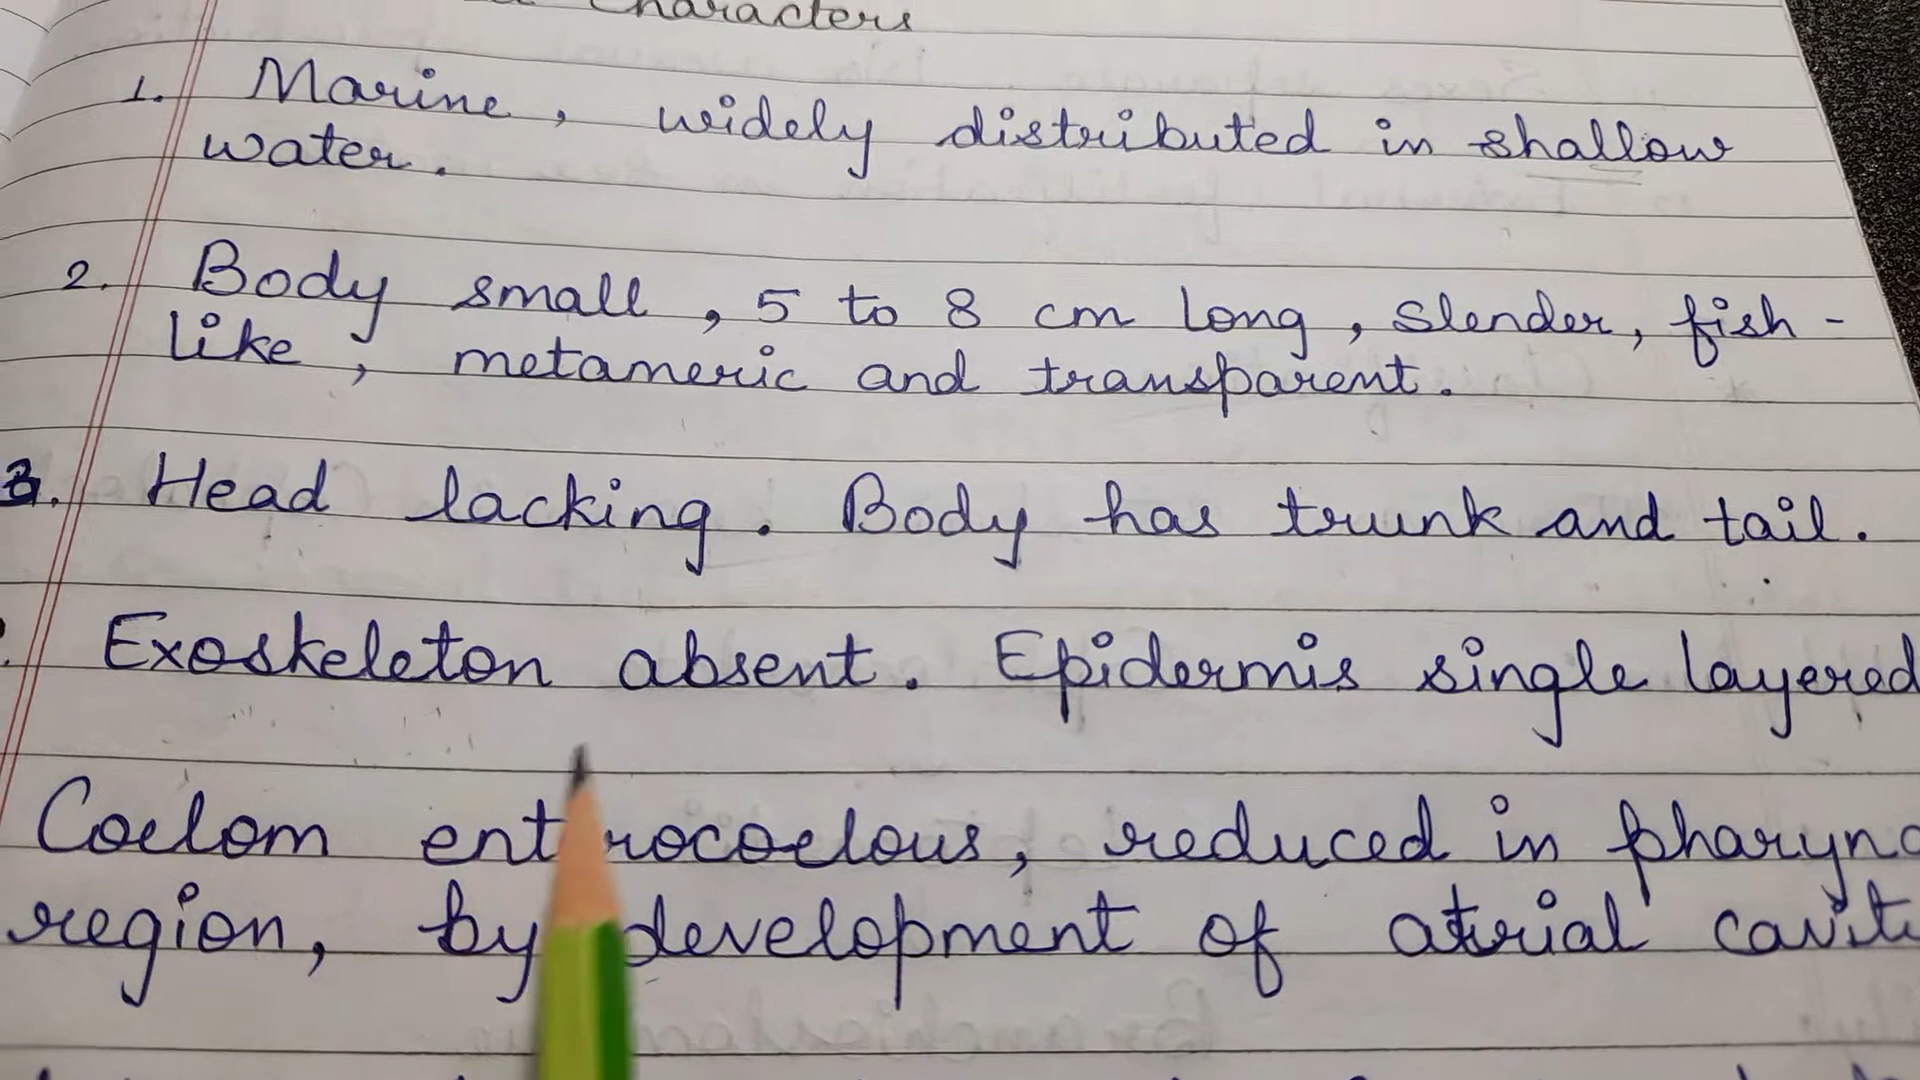 Characters
1. Marine, widely distributed in shallow
water.
2. Body small, 5 to 8 cm long, slender, fish-
like, metameric and transparent.
3. Head lacking. Body has trunk and tail.
Exoskeleton absent. Epidermis single layered
Coelom ent rocoelous, reduced in pharyn
region, by development of atrial cavit